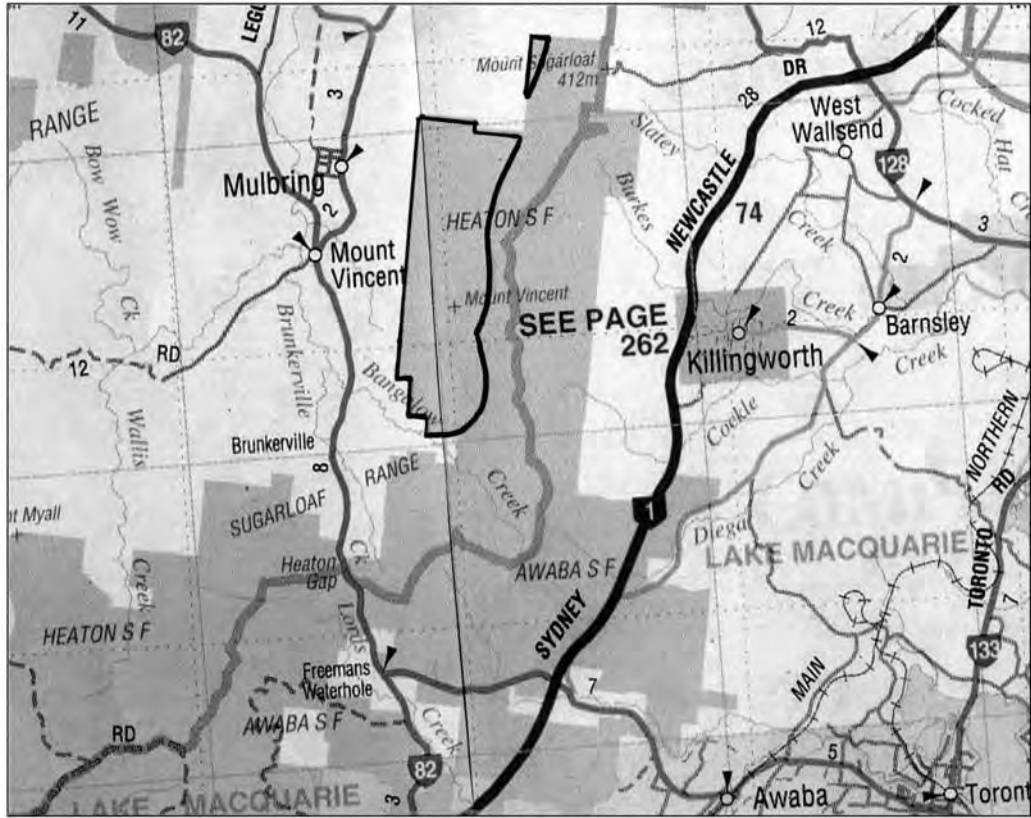 11
82
LEGU
3
12
Mount Sugarloaf
412m
DR
28
RANGE
Bow Wow Ck
Slatey
West
Wallsend
Cocked Hat
128
Mulbring
Burkes
NEWCASTLE
74
HEATON S F
2
Creek
3
Mount
Vincent
2
Mount Vincent
SEE PAGE
262
Creek
2
Barnsley
Killingworth
Creek
RD
12
Brunkerville
Bangalow
Wallis
Cockle
Creek
NORTHERN
RD
Brunkerville
8
RANGE
SUGARLOAF
Creek
1
nt Myall
Diega
LAKE MACQUARIE
Heaton
Gap
Ck
AWABA S F
TORONTO
7
Creek
HEATON S F
Lords
SYDNEY
133
Freemans
Waterhole
7
MAIN
RD
AWABA S F
Creek
82
5
LAKE MACQUARIE
3
Awaba
Toront